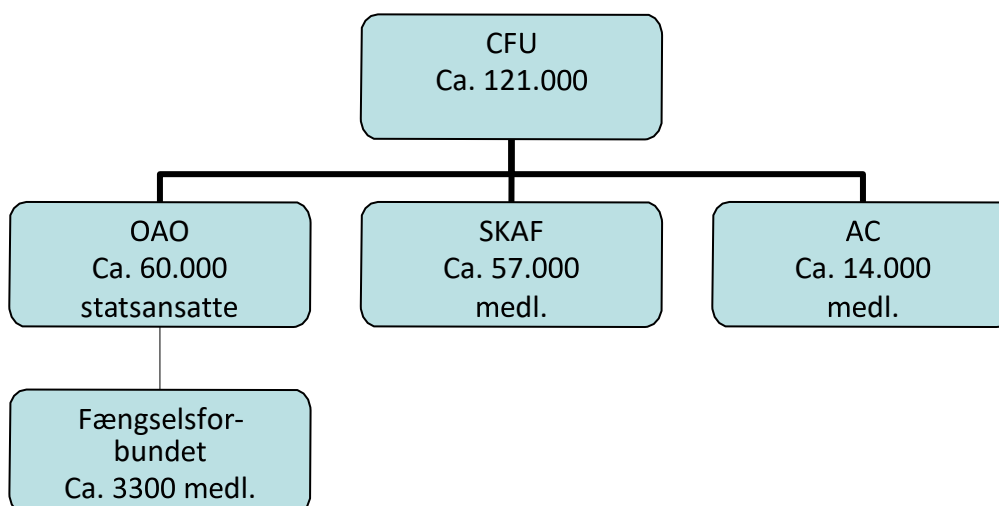 CFU
Ca. 121.000
OAO
Ca. 60.000
statsansatte
SKAF
Ca. 57.000
medl.
AC
Ca. 14.000
medl.
Fængselsfor-
bundet
Ca. 3300 medl.